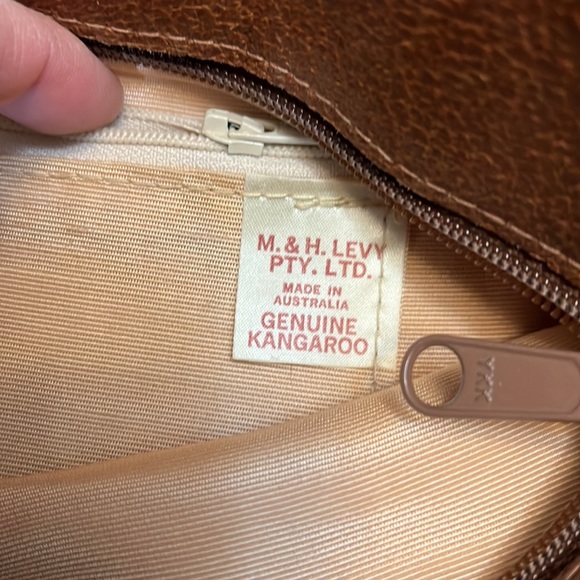 M. & H. LEVY
PTY. LTD.
MADE IN
AUSTRALIA
GENUINE
KANGAROO
YKK